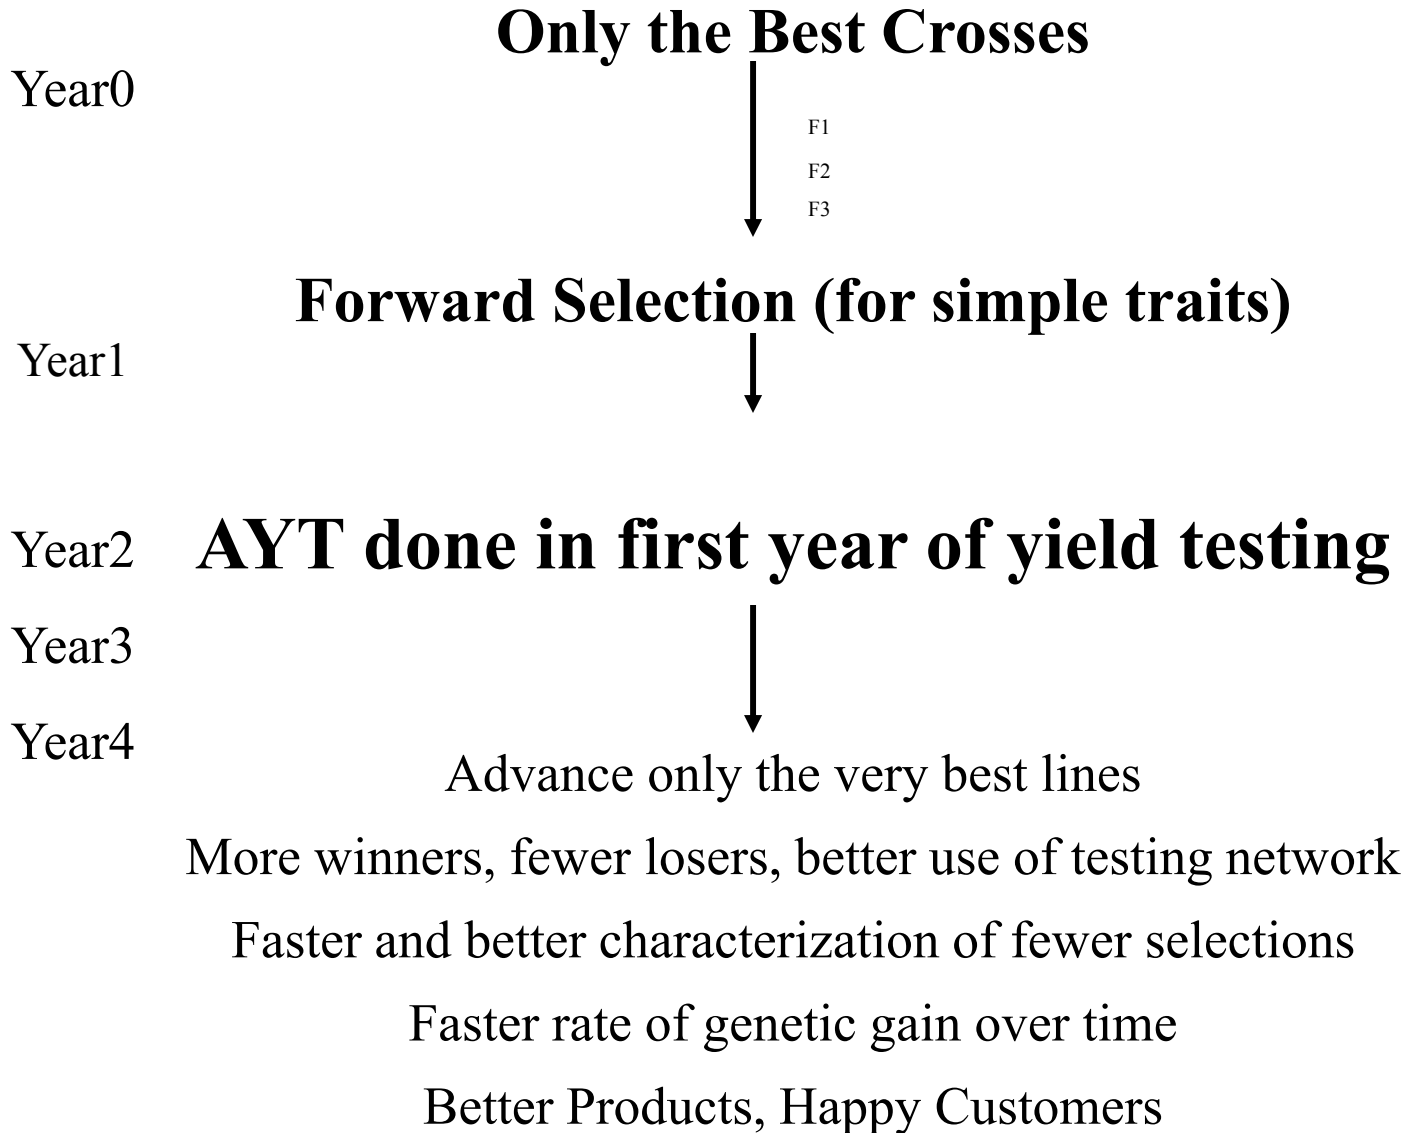 Only the Best Crosses
Year0
F1
F2
F3
Forward Selection (for simple traits)
Year1
Year2
AYT done in first year of yield testing
Year3
Year4
Advance only the very best lines
More winners, fewer losers, better use of testing network
Faster and better characterization of fewer selections
Faster rate of genetic gain over time
Better Products, Happy Customers